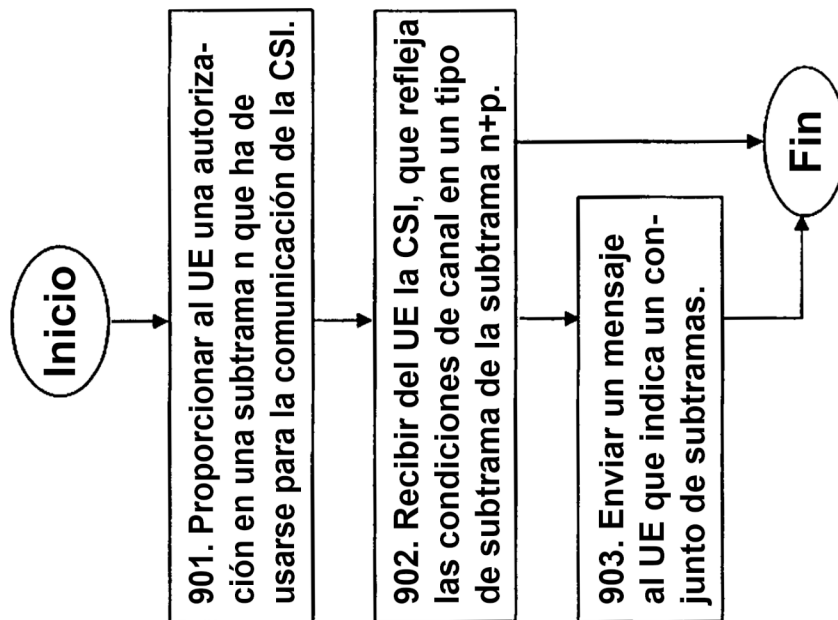 Inicio
901. Proporcionar al UE una autoriza-
ción en una subtrama n que ha de
usarse para la comunicación de la CSI.
902. Recibir del UE la CSI, que refleja
las condiciones de canal en un tipo
de subtrama de la subtrama n+p.
903. Enviar un mensaje
al UE que indica un con-
junto de subtramas.
Fin